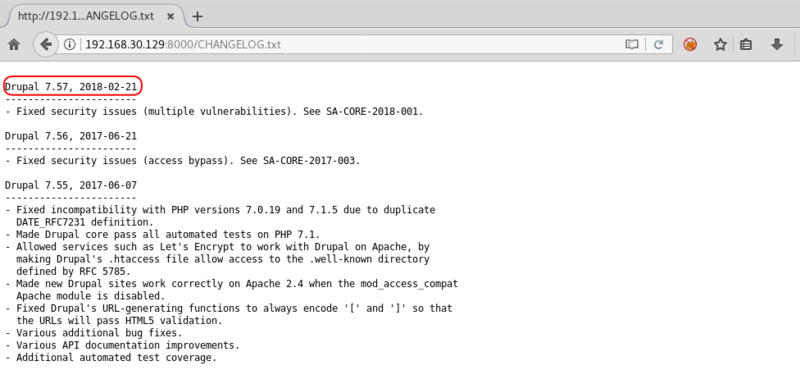 http://192.1...ANGELOG.txt
192.168.30.129:8000/CHANGELOG.txt
Drupal 7.57, 2018-02-21
-----------------------
- Fixed security issues (multiple vulnerabilities). See SA-CORE-2018-001.
Drupal 7.56, 2017-06-21
-----------------------
- Fixed security issues (access bypass). See SA-CORE-2017-003.
Drupal 7.55, 2017-06-07
-----------------------
- Fixed incompatibility with PHP versions 7.0.19 and 7.1.5 due to duplicate
DATE_RFC7231 definition.
- Made Drupal core pass all automated tests on PHP 7.1.
- Allowed services such as Let's Encrypt to work with Drupal on Apache, by
making Drupal's .htaccess file allow access to the .well-known directory
defined by RFC 5785.
- Made new Drupal sites work correctly on Apache 2.4 when the mod_access_compat
Apache module is disabled.
- Fixed Drupal's URL-generating functions to always encode '[' and ']' so that
the URLs will pass HTML5 validation.
- Various additional bug fixes.
- Various API documentation improvements.
- Additional automated test coverage.